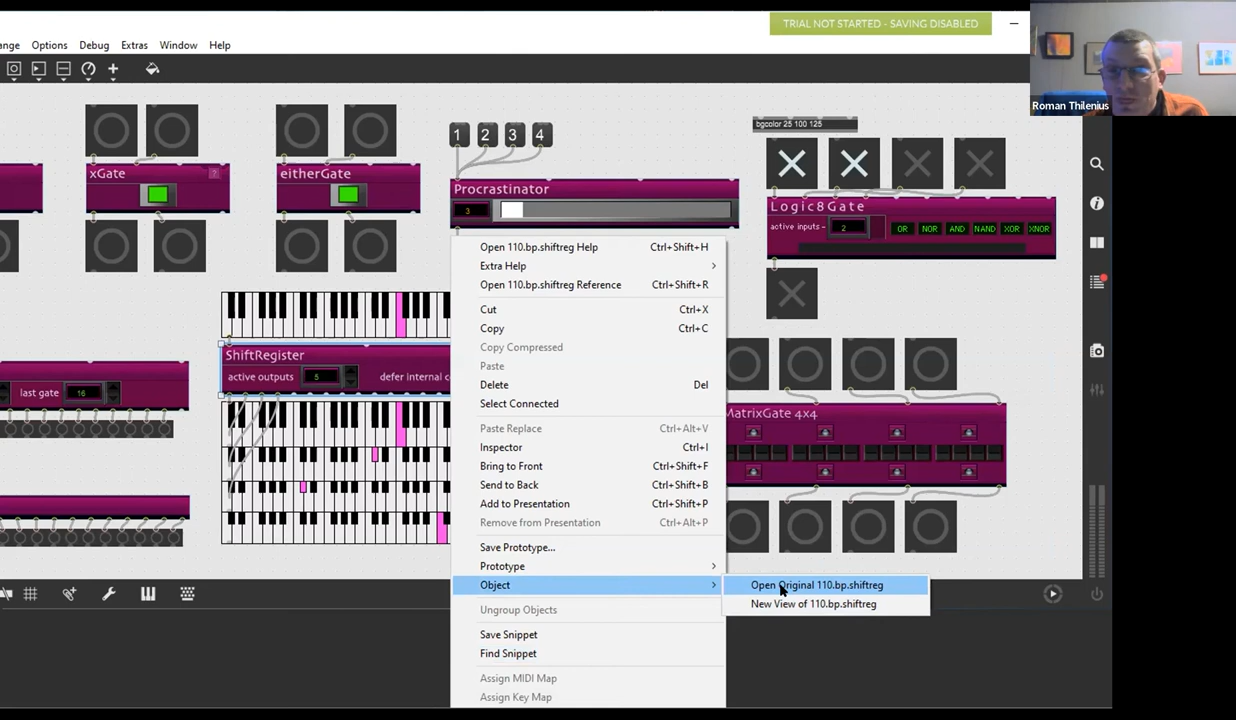 TRIAL NOT STARTED - SAVING DISABLED
ange Options Debug Extras Window Help
Roman Thilenius
bgcolor 25 100 125
1 2 3 4
xGate ?
eitherGate
Procrastinator
3
Logic8Gate
active inputs - 2 OR NOR AND NAND XOR XNOR
Open 110.bp.shiftreg Help Ctrl+Shift+H
Extra Help
Open 110.bp.shiftreg Reference Ctrl+Shift+R
Cut Ctrl+X
Copy Ctrl+C
Copy Compressed
Paste
Delete Del
Select Connected
Paste Replace Ctrl+Alt+V
Inspector Ctrl+I
Bring to Front Ctrl+Shift+F
Send to Back Ctrl+Shift+B
Add to Presentation Ctrl+Shift+P
Remove from Presentation Ctrl+Alt+P
Save Prototype...
Prototype
Object
Open Original 110.bp.shiftreg
New View of 110.bp.shiftreg
Ungroup Objects
Save Snippet
Find Snippet
Assign MIDI Map
Assign Key Map
ShiftRegister
active outputs 5 defer internal c
last gate 16
MatrixGate 4x4